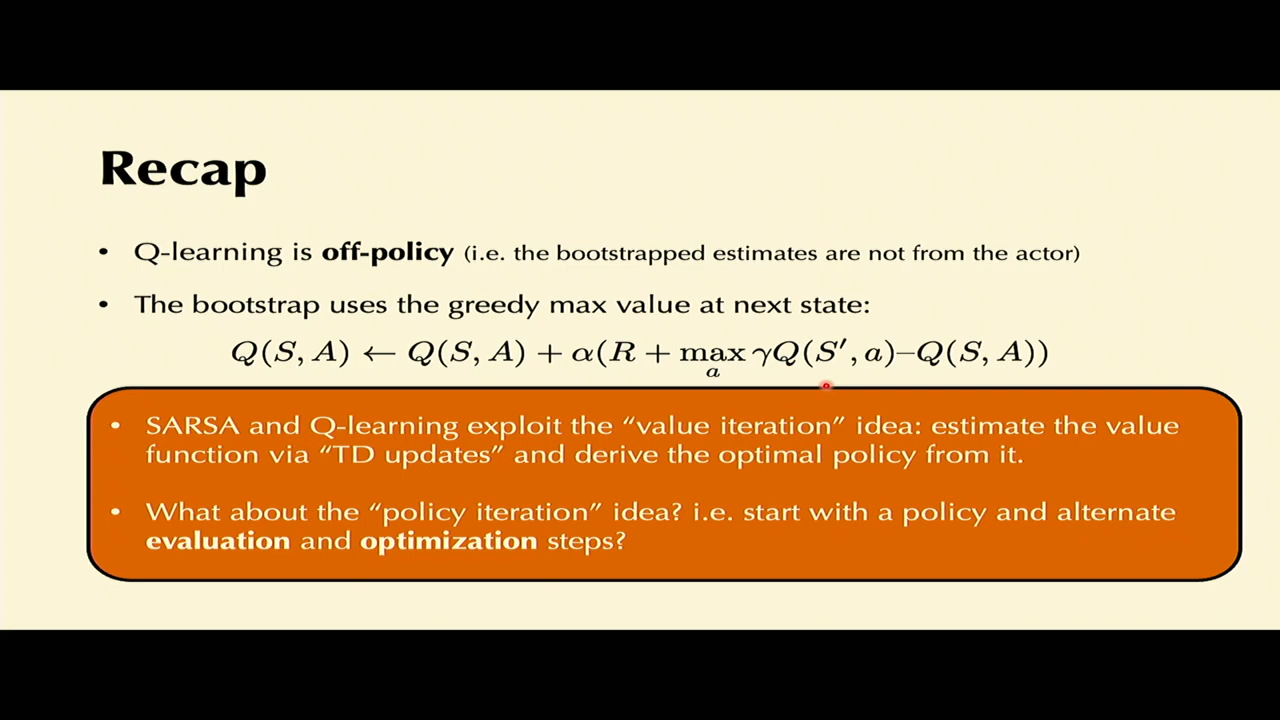 Recap
• Q-learning is off-policy (i.e. the bootstrapped estimates are not from the actor)
• The bootstrap uses the greedy max value at next state:
Q(S, A) ← Q(S, A) + α(R + max_a γQ(S′, a)–Q(S, A))
• SARSA and Q-learning exploit the “value iteration” idea: estimate the value
function via “TD updates” and derive the optimal policy from it.
• What about the “policy iteration” idea? i.e. start with a policy and alternate
evaluation and optimization steps?